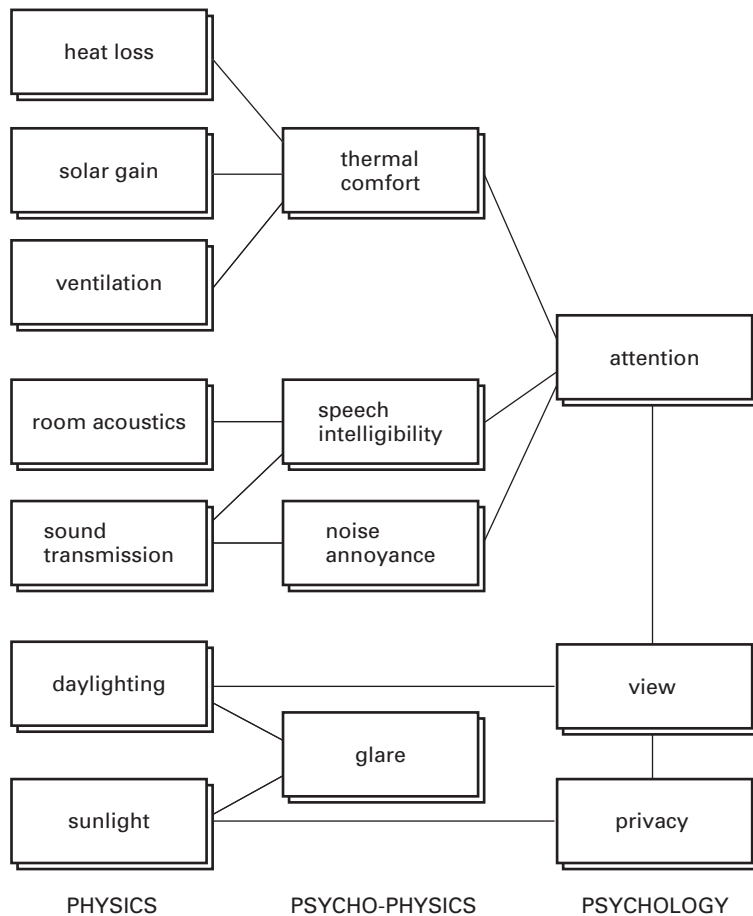 heat loss
solar gain
ventilation
room acoustics
sound
transmission
daylighting
sunlight
PHYSICS
thermal
comfort
speech
intelligibility
noise
annoyance
glare
PSYCHO-PHYSICS
attention
view
privacy
PSYCHOLOGY